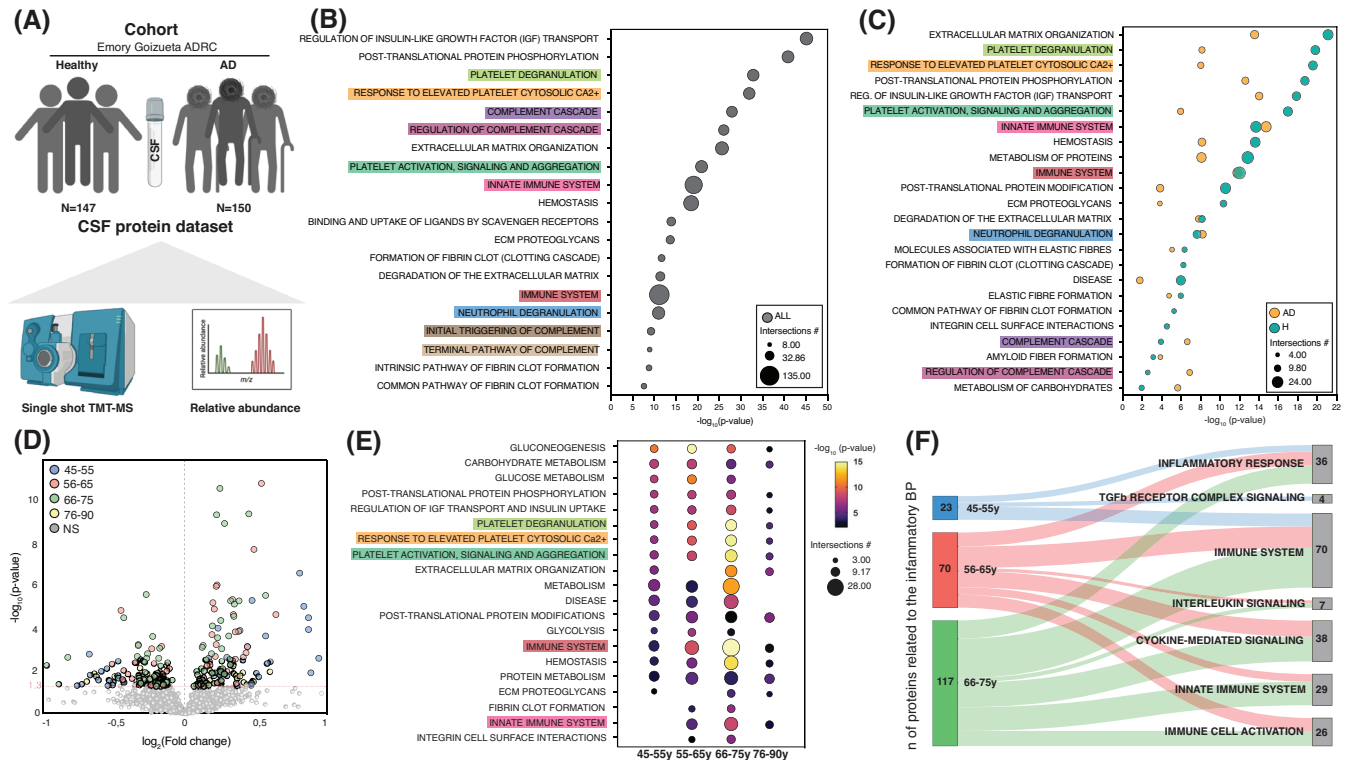 (A)
Cohort
Emory Goizueta ADRC
Healthy
AD
CSF
N=147
N=150
CSF protein dataset
Relative abundance
m/z
Single shot TMT-MS
Relative abundance
(B)
REGULATION OF INSULIN-LIKE GROWTH FACTOR (IGF) TRANSPORT
POST-TRANSLATIONAL PROTEIN PHOSPHORYLATION
PLATELET DEGRANULATION
RESPONSE TO ELEVATED PLATELET CYTOSOLIC CA2+
COMPLEMENT CASCADE
REGULATION OF COMPLEMENT CASCADE
EXTRACELLULAR MATRIX ORGANIZATION
PLATELET ACTIVATION, SIGNALING AND AGGREGATION
INNATE IMMUNE SYSTEM
HEMOSTASIS
BINDING AND UPTAKE OF LIGANDS BY SCAVENGER RECEPTORS
ECM PROTEOGLYCANS
FORMATION OF FIBRIN CLOT (CLOTTING CASCADE)
DEGRADATION OF THE EXTRACELLULAR MATRIX
IMMUNE SYSTEM
NEUTROPHIL DEGRANULATION
INITIAL TRIGGERING OF COMPLEMENT
TERMINAL PATHWAY OF COMPLEMENT
INTRINSIC PATHWAY OF FIBRIN CLOT FORMATION
COMMON PATHWAY OF FIBRIN CLOT FORMATION
ALL
Intersections #
8.00
32.86
135.00
0 5 10 15 20 25 30 35 40 45 50
-log10(p-value)
(C)
EXTRACELLULAR MATRIX ORGANIZATION
PLATELET DEGRANULATION
RESPONSE TO ELEVATED PLATELET CYTOSOLIC CA2+
POST-TRANSLATIONAL PROTEIN PHOSPHORYLATION
REG. OF INSULIN-LIKE GROWTH FACTOR (IGF) TRANSPORT
PLATELET ACTIVATION, SIGNALING AND AGGREGATION
INNATE IMMUNE SYSTEM
HEMOSTASIS
METABOLISM OF PROTEINS
IMMUNE SYSTEM
POST-TRANSLATIONAL PROTEIN MODIFICATION
ECM PROTEOGLYCANS
DEGRADATION OF THE EXTRACELLULAR MATRIX
NEUTROPHIL DEGRANULATION
MOLECULES ASSOCIATED WITH ELASTIC FIBRES
FORMATION OF FIBRIN CLOT (CLOTTING CASCADE)
DISEASE
ELASTIC FIBRE FORMATION
COMMON PATHWAY OF FIBRIN CLOT FORMATION
INTEGRIN CELL SURFACE INTERACTIONS
COMPLEMENT CASCADE
AMYLOID FIBER FORMATION
REGULATION OF COMPLEMENT CASCADE
METABOLISM OF CARBOHYDRATES
AD
H
Intersections #
4.00
9.80
24.00
0 2 4 6 8 10 12 14 16 18 20 22
-log10 (p-value)
(D)
45-55
56-65
66-75
76-90
NS
10
8
6
4
2
1.3
0
-log10(p-value)
-1 -0,5 0 0,5 1
log2(Fold change)
(E)
GLUCONEOGENESIS
CARBOHYDRATE METABOLISM
GLUCOSE METABOLISM
POST-TRANSLATIONAL PROTEIN PHOSPHORYLATION
REGULATION OF IGF TRANSPORT AND INSULIN UPTAKE
PLATELET DEGRANULATION
RESPONSE TO ELEVATED PLATELET CYTOSOLIC Ca2+
PLATELET ACTIVATION, SIGNALING AND AGGREGATION
EXTRACELLULAR MATRIX ORGANIZATION
METABOLISM
DISEASE
POST-TRANSLATIONAL PROTEIN MODIFICATIONS
GLYCOLYSIS
IMMUNE SYSTEM
HEMOSTASIS
PROTEIN METABOLISM
ECM PROTEOGLYCANS
FIBRIN CLOT FORMATION
INNATE IMMUNE SYSTEM
INTEGRIN CELL SURFACE INTERACTIONS
45-55y 55-65y 66-75y 76-90y
-log10 (p-value)
15
10
5
Intersections #
3.00
9.17
28.00
(F)
n of proteins related to the infammatory BP
23 45-55y
70 56-65y
117 66-75y
INFLAMMATORY RESPONSE 36
TGFb RECEPTOR COMPLEX SIGNALING 4
IMMUNE SYSTEM 70
INTERLEUKIN SIGNALING 7
CYOKINE-MEDIATED SIGNALING 38
INNATE IMMUNE SYSTEM 29
IMMUNE CELL ACTIVATION 26